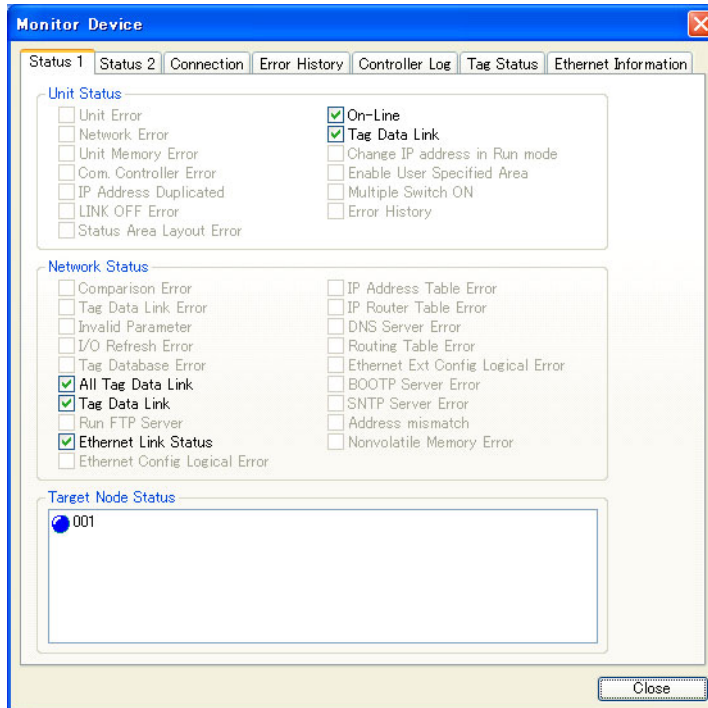 Monitor Device
Status 1 Status 2 Connection Error History Controller Log Tag Status Ethernet Information
Unit Status
Unit Error
Network Error
Unit Memory Error
Com. Controller Error
IP Address Duplicated
LINK OFF Error
Status Area Layout Error
On-Line
Tag Data Link
Change IP address in Run mode
Enable User Specified Area
Multiple Switch ON
Error History
Network Status
Comparison Error
Tag Data Link Error
Invalid Parameter
I/O Refresh Error
Tag Database Error
All Tag Data Link
Tag Data Link
Run FTP Server
Ethernet Link Status
Ethernet Config Logical Error
IP Address Table Error
IP Router Table Error
DNS Server Error
Routing Table Error
Ethernet Ext Config Logical Error
BOOTP Server Error
SNTP Server Error
Address mismatch
Nonvolatile Memory Error
Target Node Status
001
Close